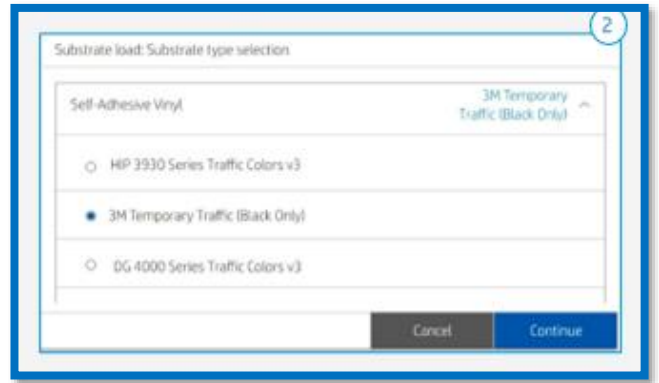 2
Substrate load: Substrate type selection
Self-Adhesive Vinyl
3M Temporary
Traffic (Black Only)
HIP 3930 Series Traffic Colors v3
3M Temporary Traffic (Black Only)
DG 4000 Series Traffic Colors v3
Cancel
Continue